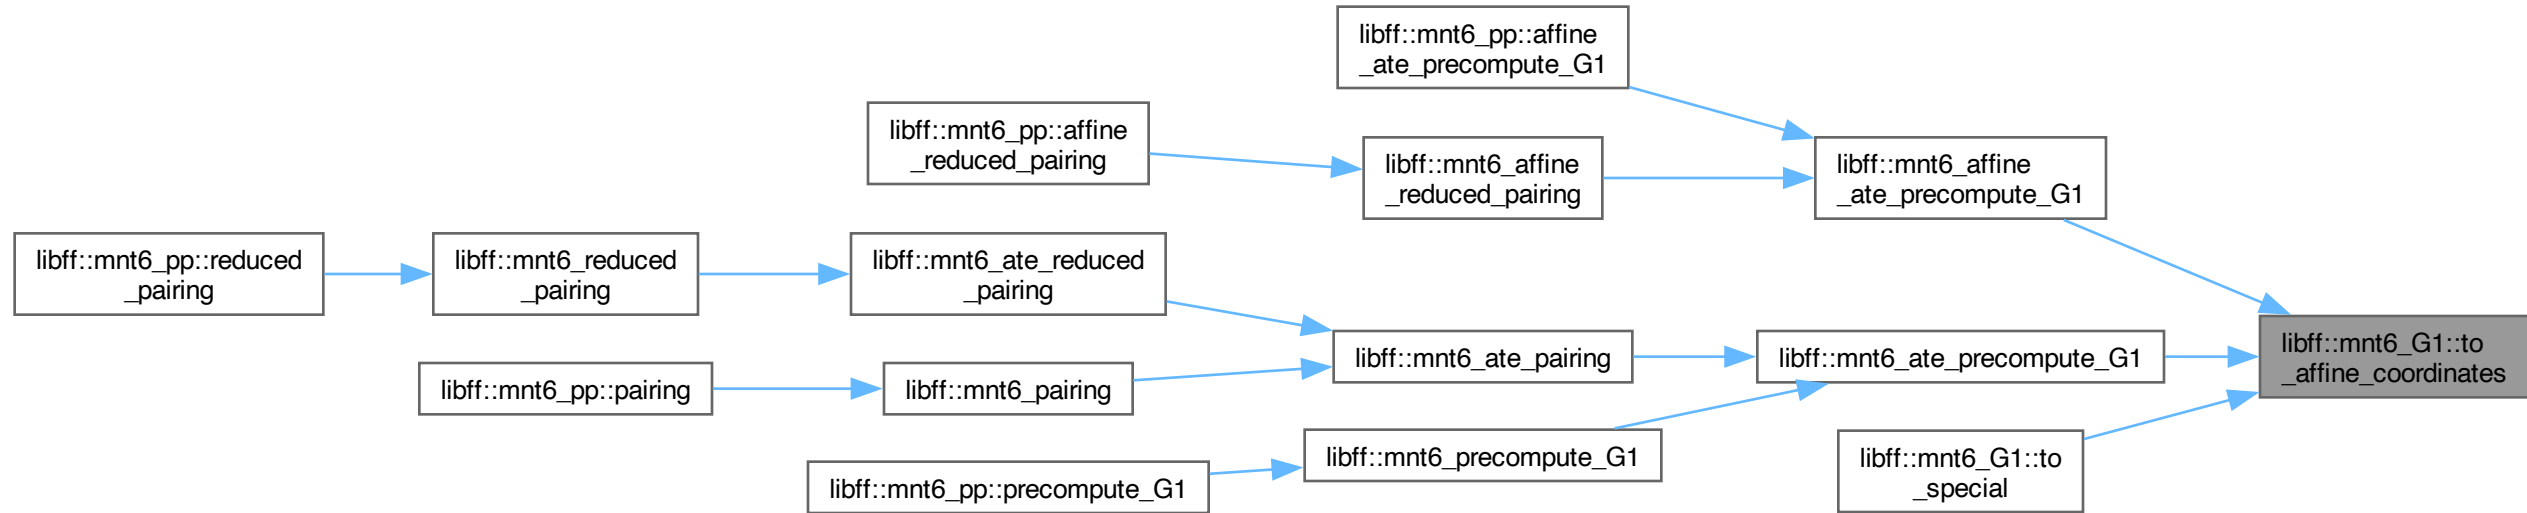 libff::mnt6_pp::affine
_ate_precompute_G1
libff::mnt6_pp::affine
_reduced_pairing
libff::mnt6_affine
_reduced_pairing
libff::mnt6_affine
_ate_precompute_G1
libff::mnt6_pp::reduced
_pairing
libff::mnt6_reduced
_pairing
libff::mnt6_ate_reduced
_pairing
libff::mnt6_ate_pairing
libff::mnt6_ate_precompute_G1
libff::mnt6_G1::to
_affine_coordinates
libff::mnt6_pp::pairing
libff::mnt6_pairing
libff::mnt6_precompute_G1
libff::mnt6_G1::to
_special
libff::mnt6_pp::precompute_G1